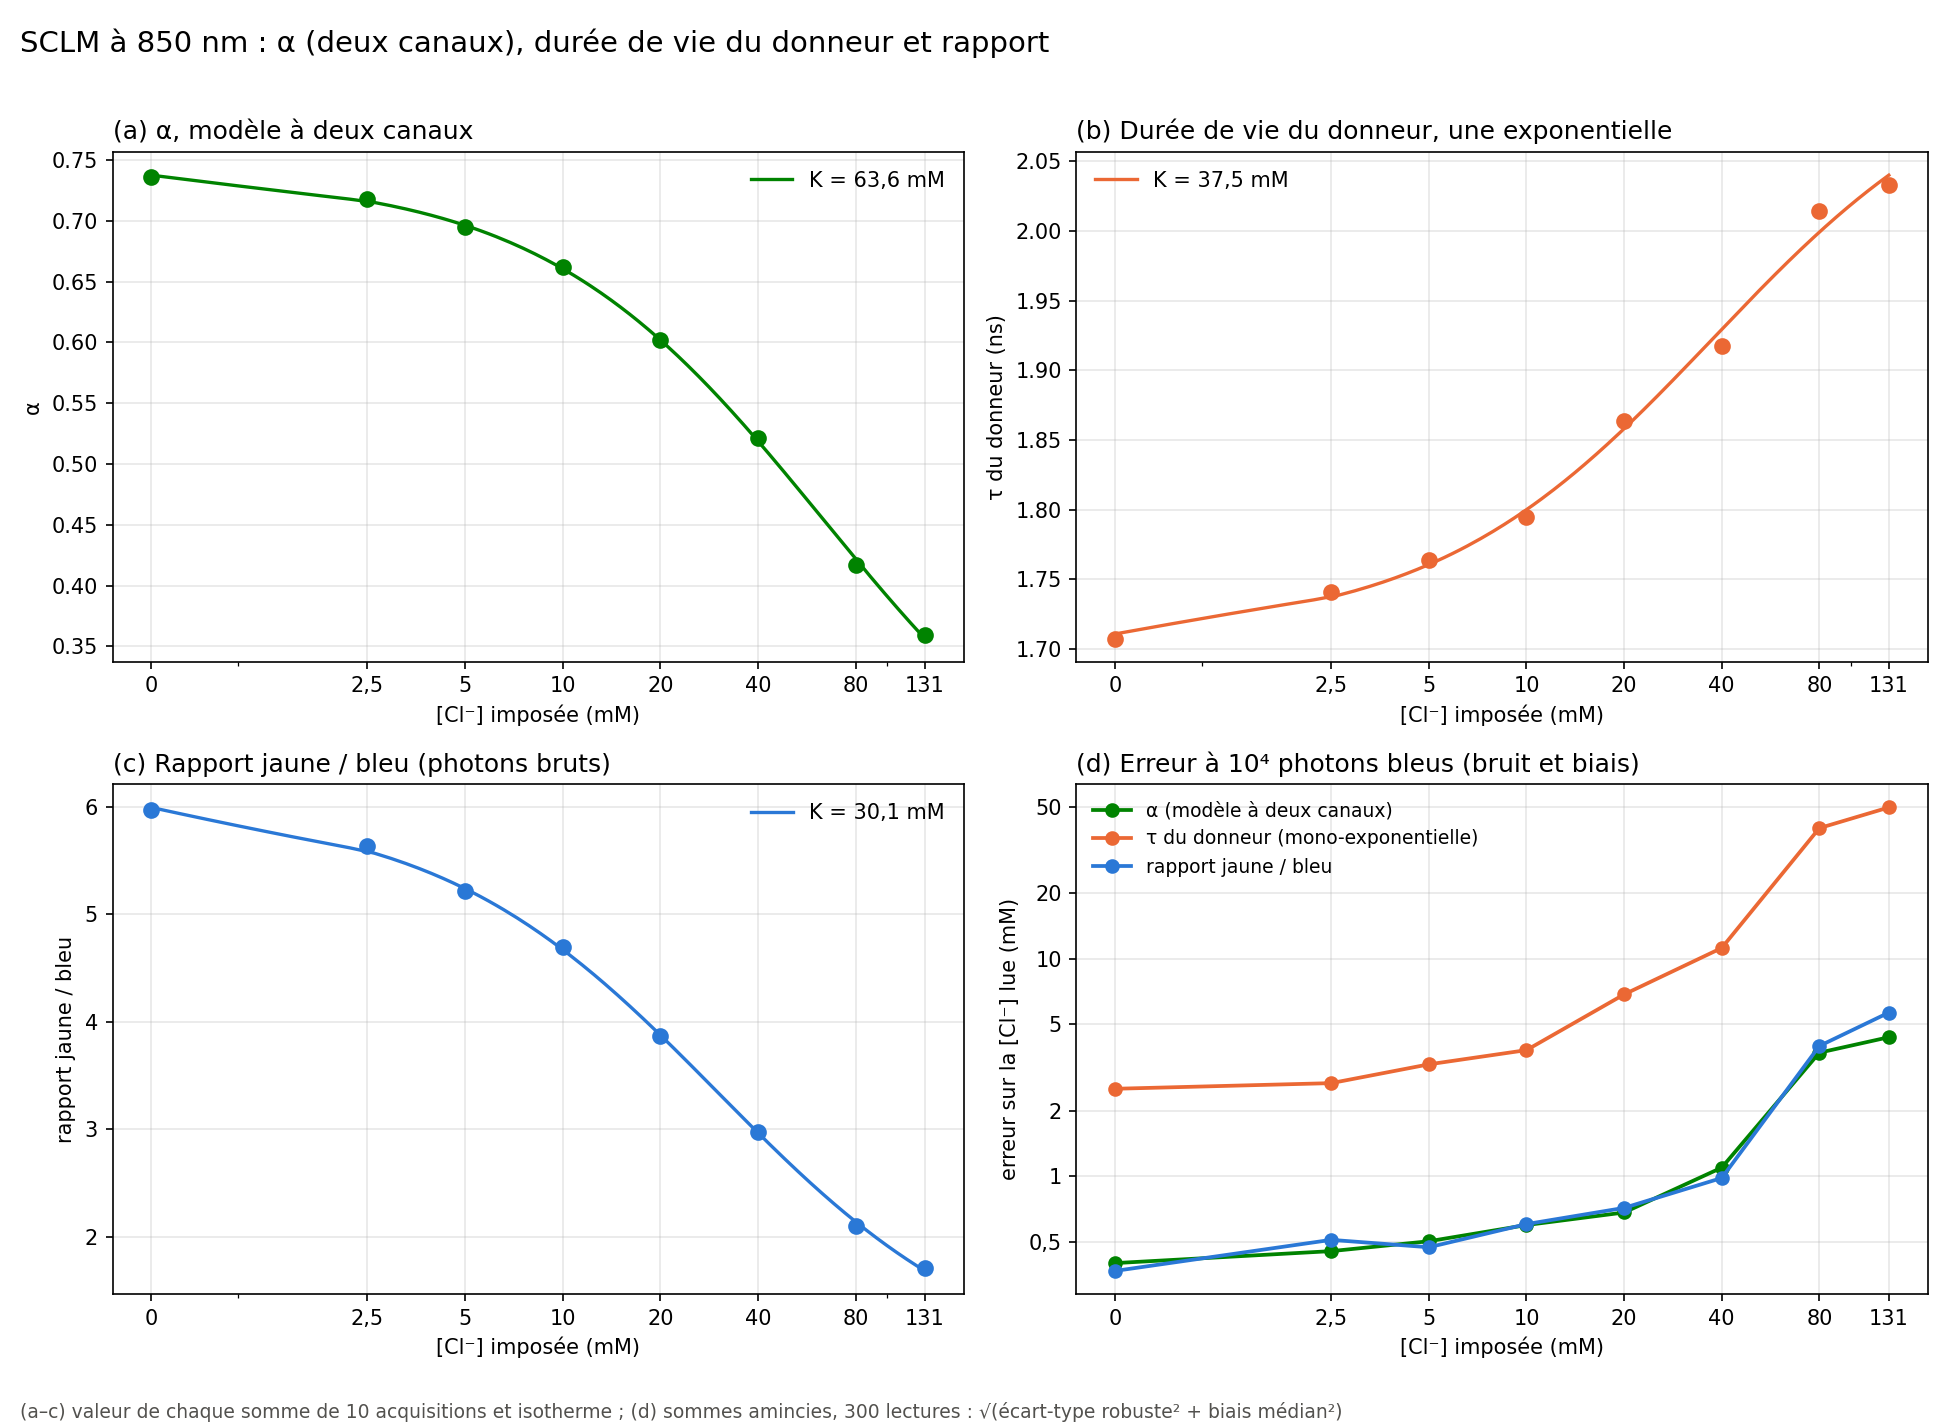 SCLM à 850 nm : α (deux canaux), durée de vie du donneur et rapport
(a) α, modèle à deux canaux
K = 63,6 mM
0.75
0.70
0.65
0.60
0.55
0.50
0.45
0.40
0.35
α
0 2,5 5 10 20 40 80 131
[Cl⁻] imposée (mM)
(b) Durée de vie du donneur, une exponentielle
K = 37,5 mM
2.05
2.00
1.95
1.90
1.85
1.80
1.75
1.70
τ du donneur (ns)
0 2,5 5 10 20 40 80 131
[Cl⁻] imposée (mM)
(c) Rapport jaune / bleu (photons bruts)
K = 30,1 mM
6
5
4
3
2
rapport jaune / bleu
0 2,5 5 10 20 40 80 131
[Cl⁻] imposée (mM)
(d) Erreur à 10⁴ photons bleus (bruit et biais)
α (modèle à deux canaux)
τ du donneur (mono-exponentielle)
rapport jaune / bleu
50
20
10
5
2
1
0,5
erreur sur la [Cl⁻] lue (mM)
0 2,5 5 10 20 40 80 131
[Cl⁻] imposée (mM)
(a–c) valeur de chaque somme de 10 acquisitions et isotherme ; (d) sommes amincies, 300 lectures : √(écart-type robuste² + biais médian²)